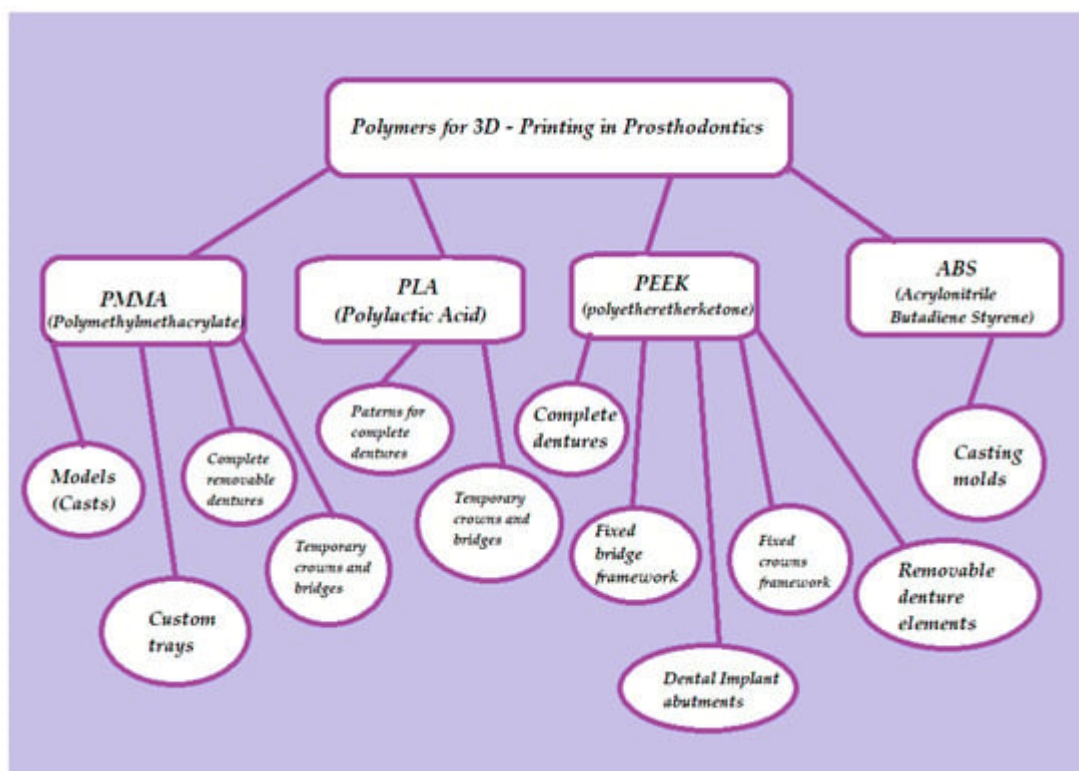 Polymers for 3D - Printing in Prosthodontics
PMMA
(Polymethylmethacrylate)
PLA
(Polylactic Acid)
PEEK
(polyetheretherketone)
ABS
(Acrylonitrile
Butadiene Styrene)
Models
(Casts)
Custom
trays
Complete
removable
dentures
Temporary
crowns and
bridges
Paterns for
complete
dentures
Temporary
crowns and
bridges
Complete
dentures
Fixed
bridge
framework
Dental Implant
abutments
Fixed
crowns
framework
Removable
denture
elements
Casting
molds